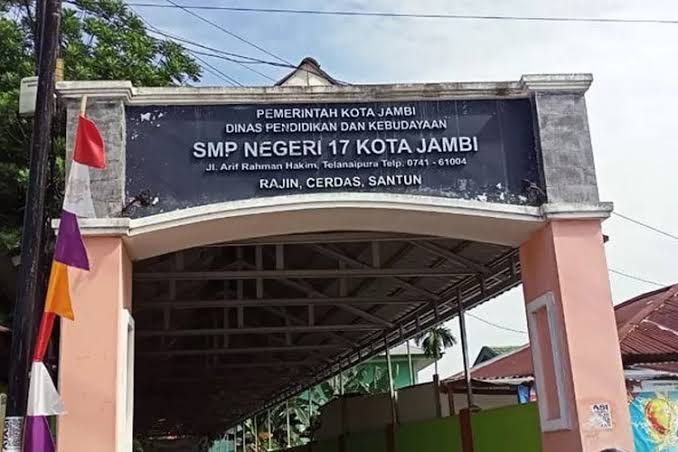 PEMERINTAH KOTA JAMBI
DINAS PENDIDIKAN DAN KEBUDAYAAN
SMP NEGERI 17 KOTA JAMBI
Jl. Arif Rahman Hakim, Telanaipura Telp. 0741 - 61004
RAJIN, CERDAS, SANTUN